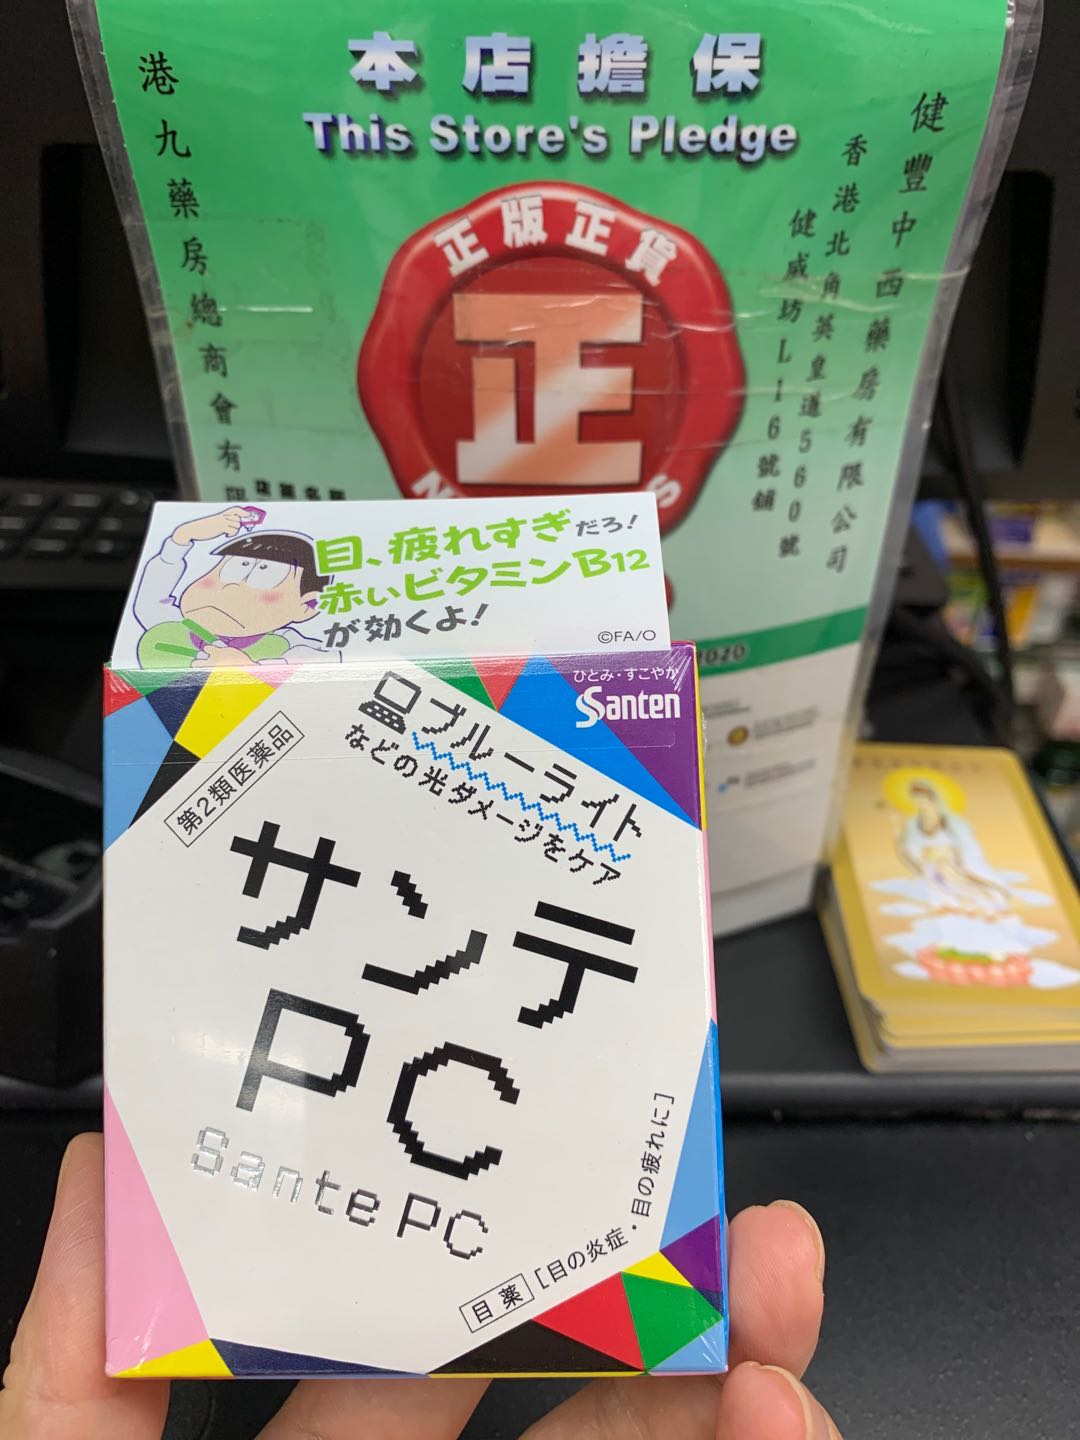 本店擔保
This Store's Pledge
港九藥房總商會有
正版正貨
正
健豐中西藥房有限公司
香港北角英皇道560號
健威坊L16號舖
2020
目、疲れすぎだろ!
赤いビタミンB12
が効くよ!
©FA/O
ひとみ・すこやか
Santen
ブルーライト
などの光ダメージをケア
第2類医薬品
サンテ
PC
Sante PC
目薬 [目の炎症・目の疲れに]